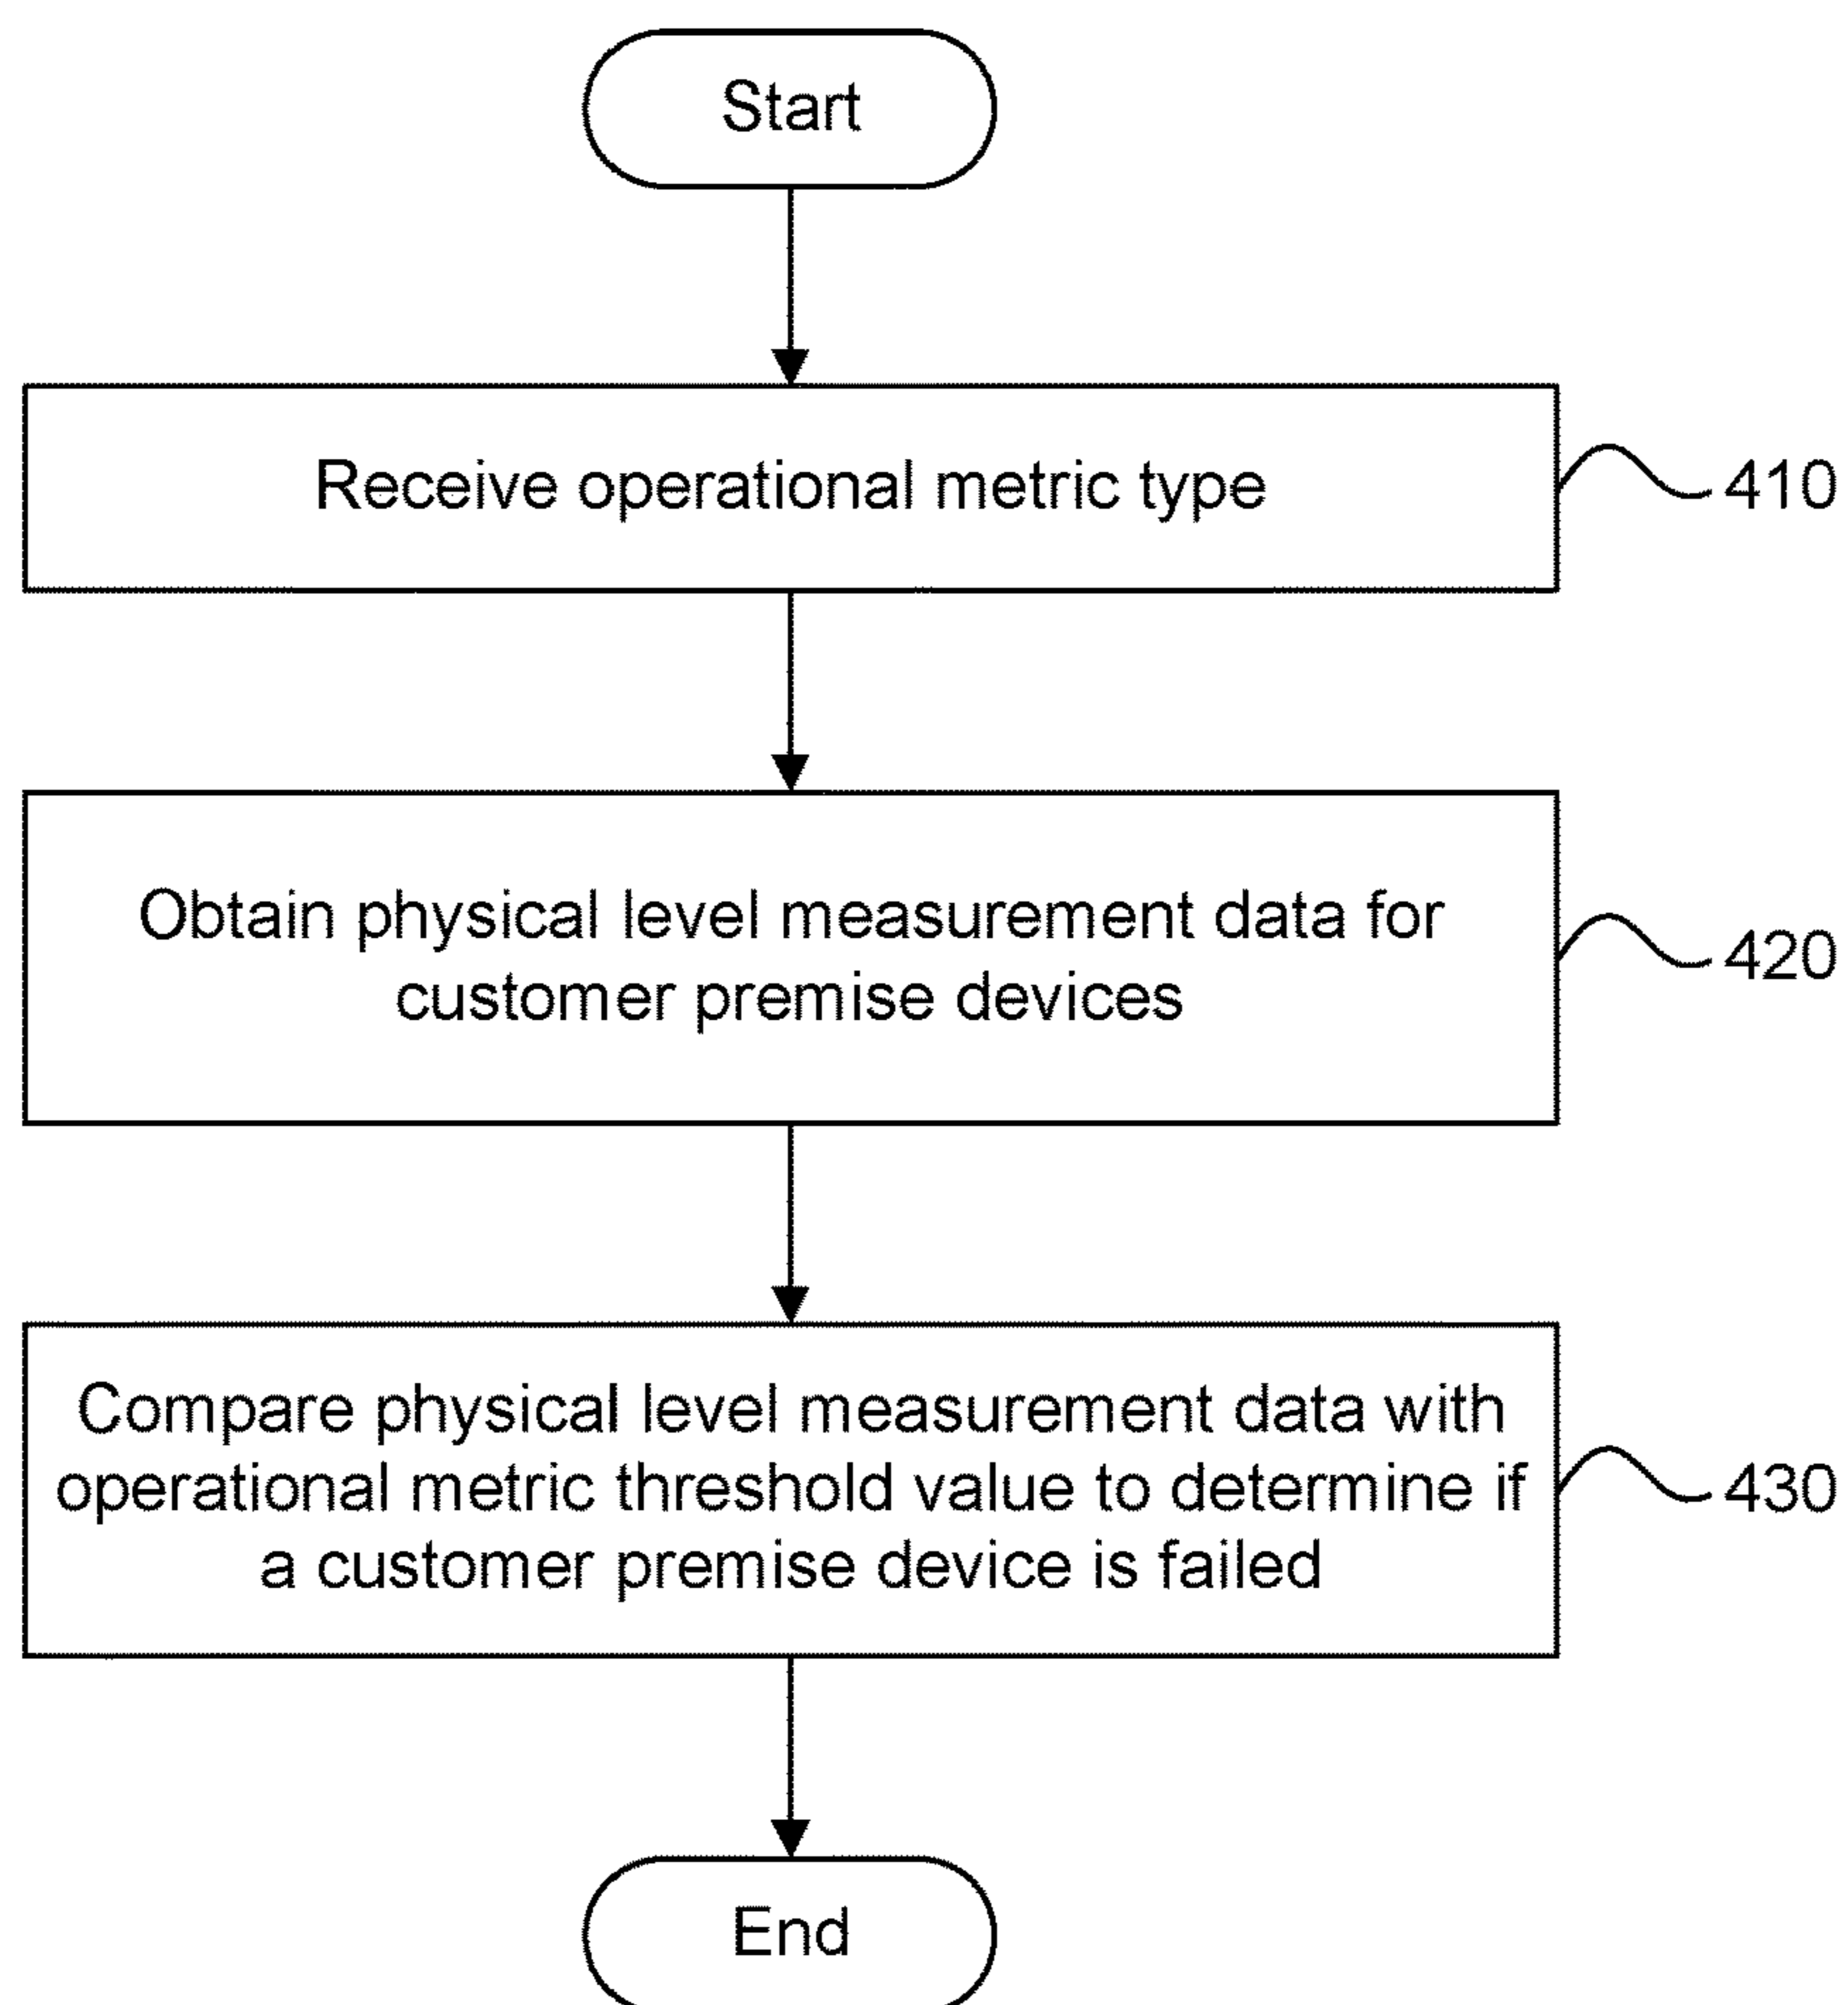 Start
Receive operational metric type
410
Obtain physical level measurement data for
customer premise devices
420
Compare physical level measurement data with
operational metric threshold value to determine if
a customer premise device is failed
430
End